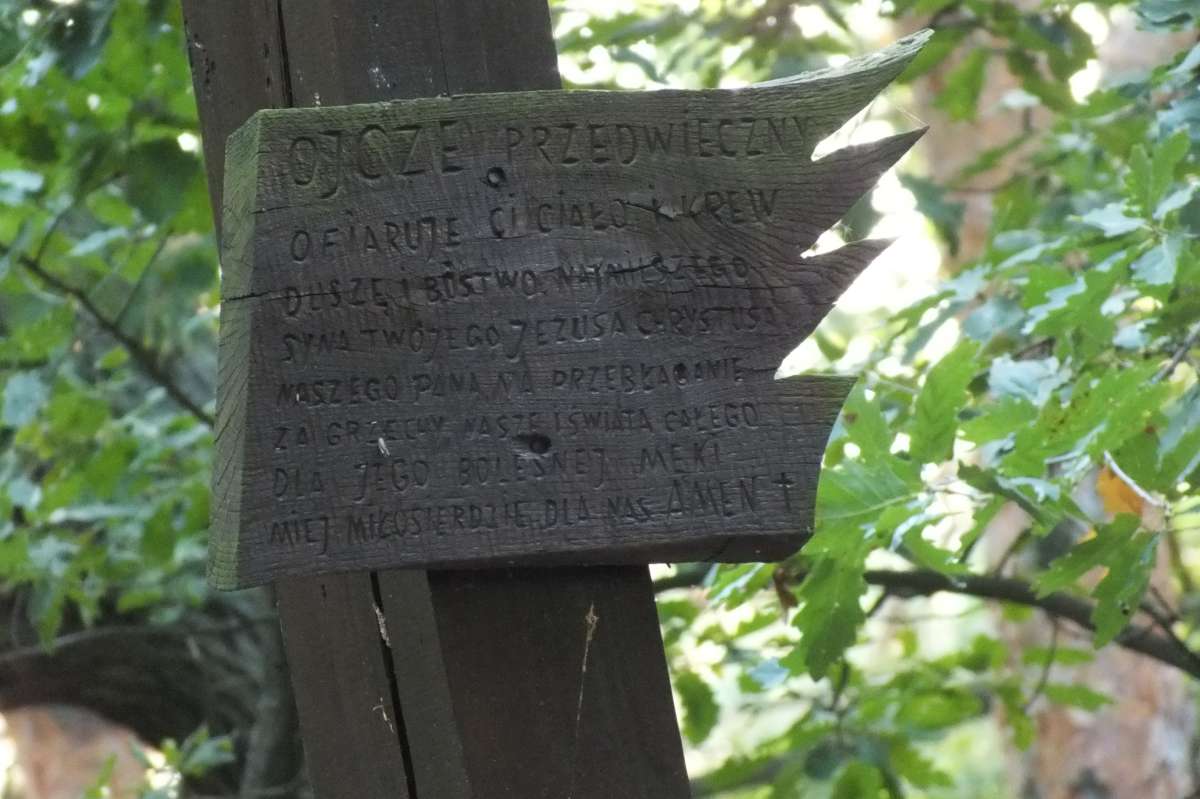 OJCZE PRZEDWIECZNY
OFIARUJE CI CIAŁO I KREW
DUSZĘ I BÓSTWO NAJMILSZEGO
SYNA TWOJEGO JEZUSA CHRYSTUSA
NASZEGO PANA NA PRZEBŁAGANIE
ZA GRZECHY NASZE I ŚWIATA CAŁEGO
DLA JEGO BOLESNEJ MĘKI
MIEJ MIŁOSIERDZIE DLA NAS AMEN †